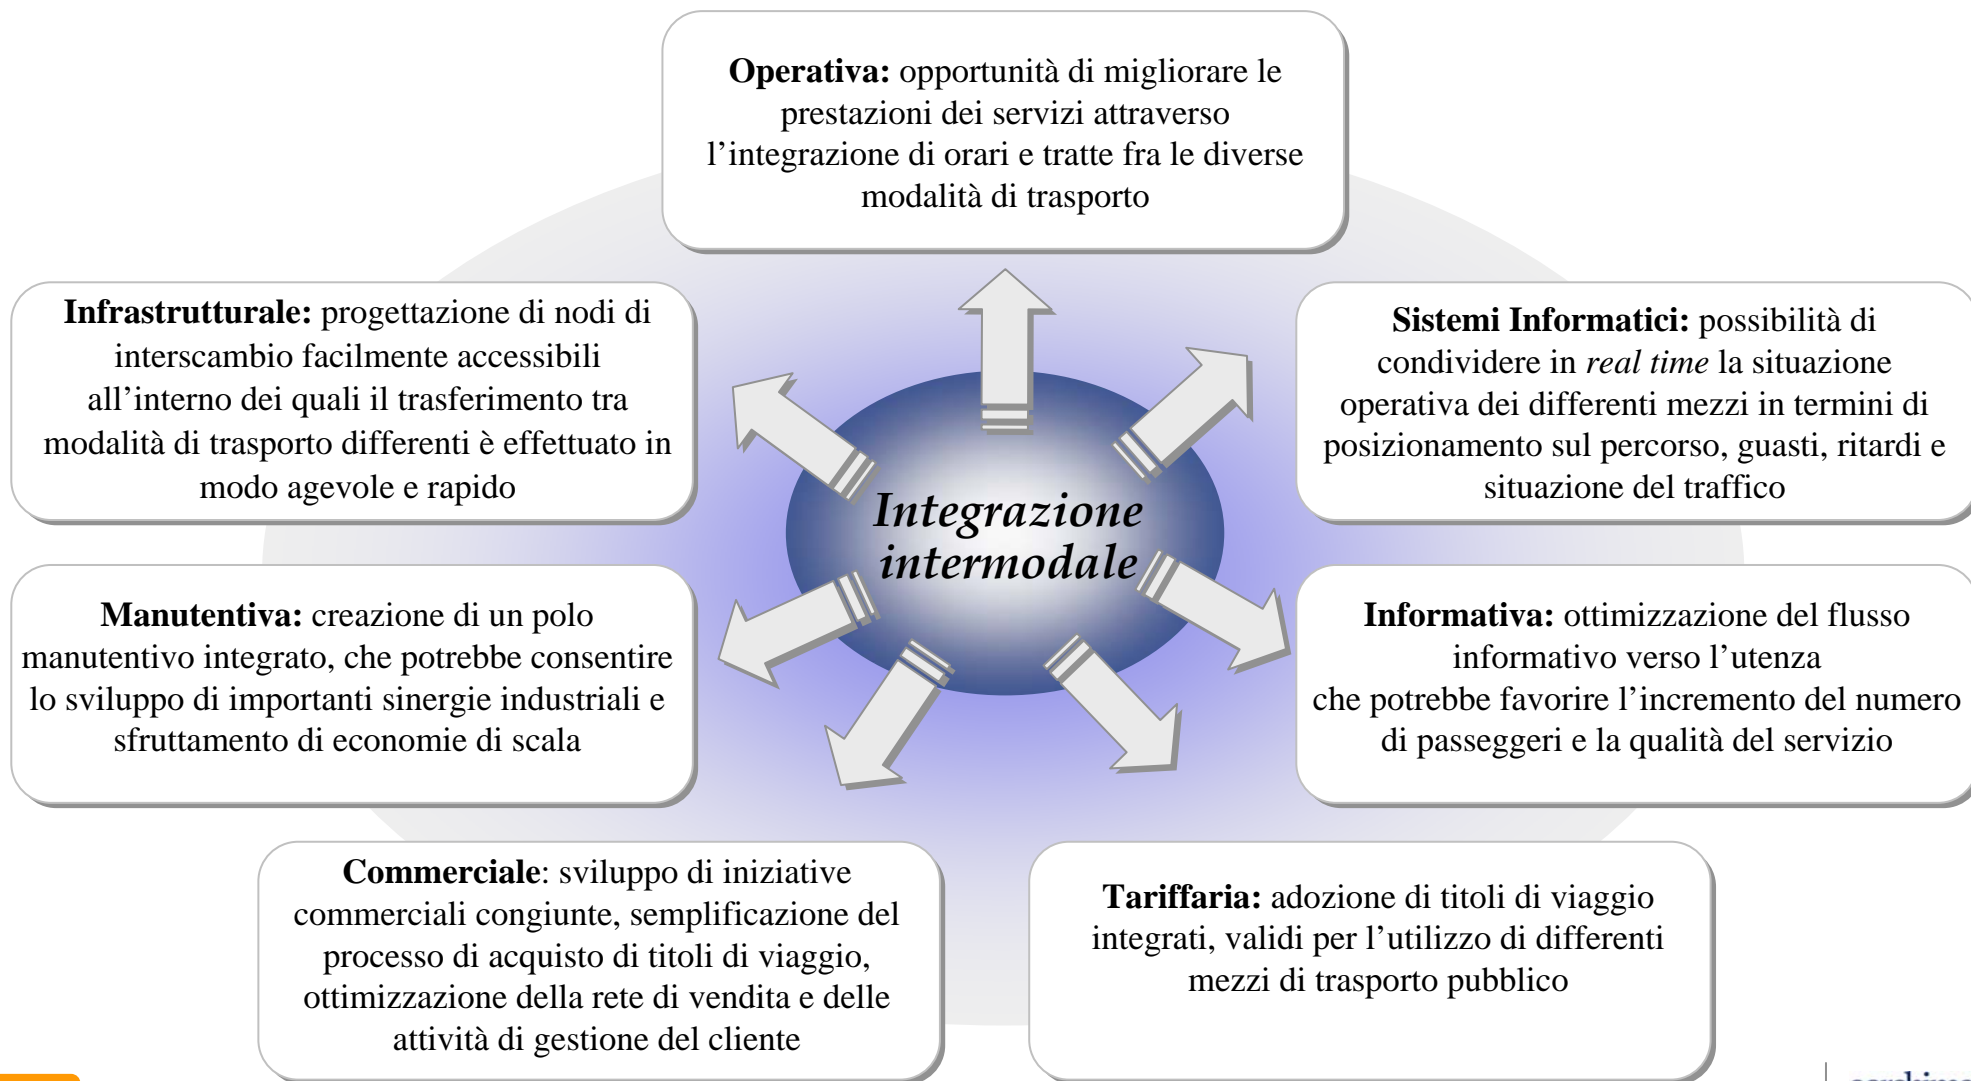 Operativa: opportunità di migliorare le
prestazioni dei servizi attraverso
l’integrazione di orari e tratte fra le diverse
modalità di trasporto
Infrastrutturale: progettazione di nodi di
interscambio facilmente accessibili
all’interno dei quali il trasferimento tra
modalità di trasporto differenti è effettuato in
modo agevole e rapido
Sistemi Informatici: possibilità di
condividere in real time la situazione
operativa dei differenti mezzi in termini di
posizionamento sul percorso, guasti, ritardi e
situazione del traffico
Integrazione
intermodale
Manutentiva: creazione di un polo
manutentivo integrato, che potrebbe consentire
lo sviluppo di importanti sinergie industriali e
sfruttamento di economie di scala
Informativa: ottimizzazione del flusso
informativo verso l’utenza
che potrebbe favorire l’incremento del numero
di passeggeri e la qualità del servizio
Commerciale: sviluppo di iniziative
commerciali congiunte, semplificazione del
processo di acquisto di titoli di viaggio,
ottimizzazione della rete di vendita e delle
attività di gestione del cliente
Tariffaria: adozione di titoli di viaggio
integrati, validi per l’utilizzo di differenti
mezzi di trasporto pubblico